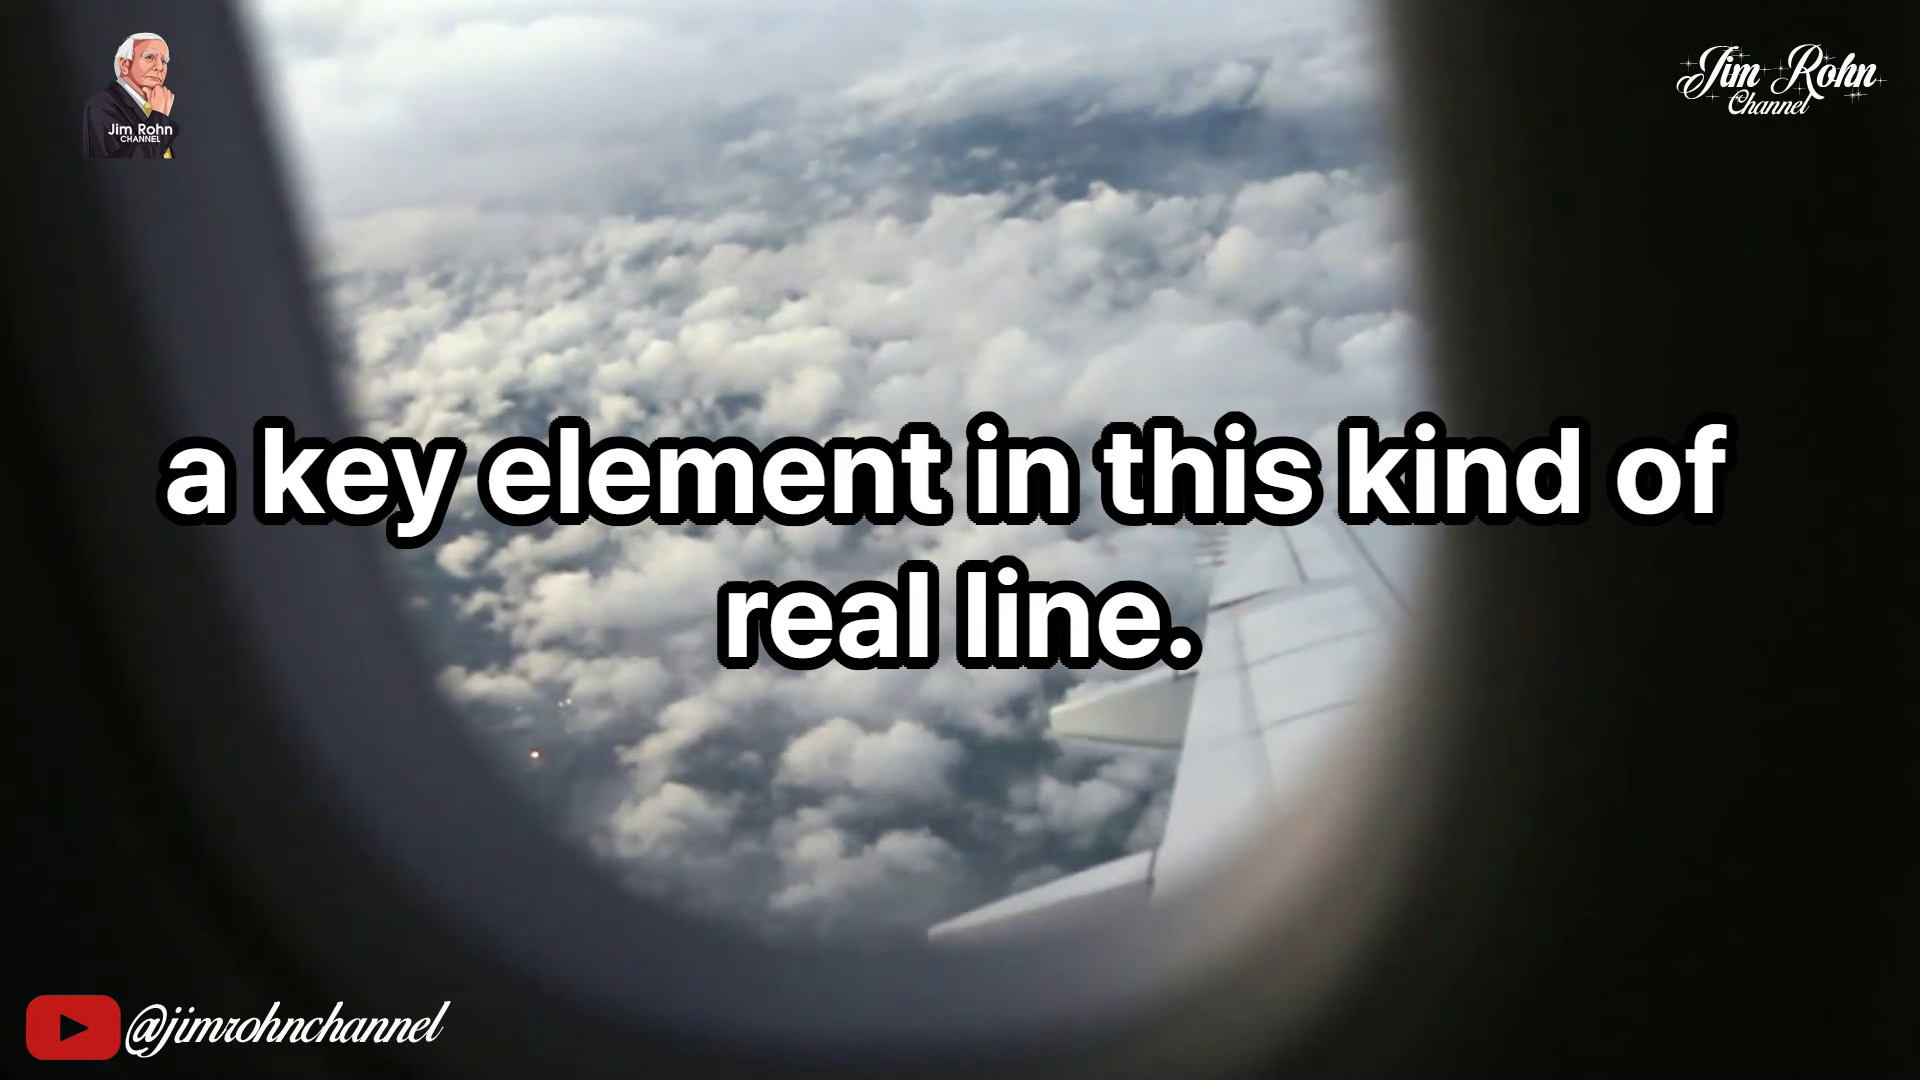 Jim Rohn
CHANNEL
Jim Rohn
Channel
a key element in this kind of
real line.
@jimrohnchannel